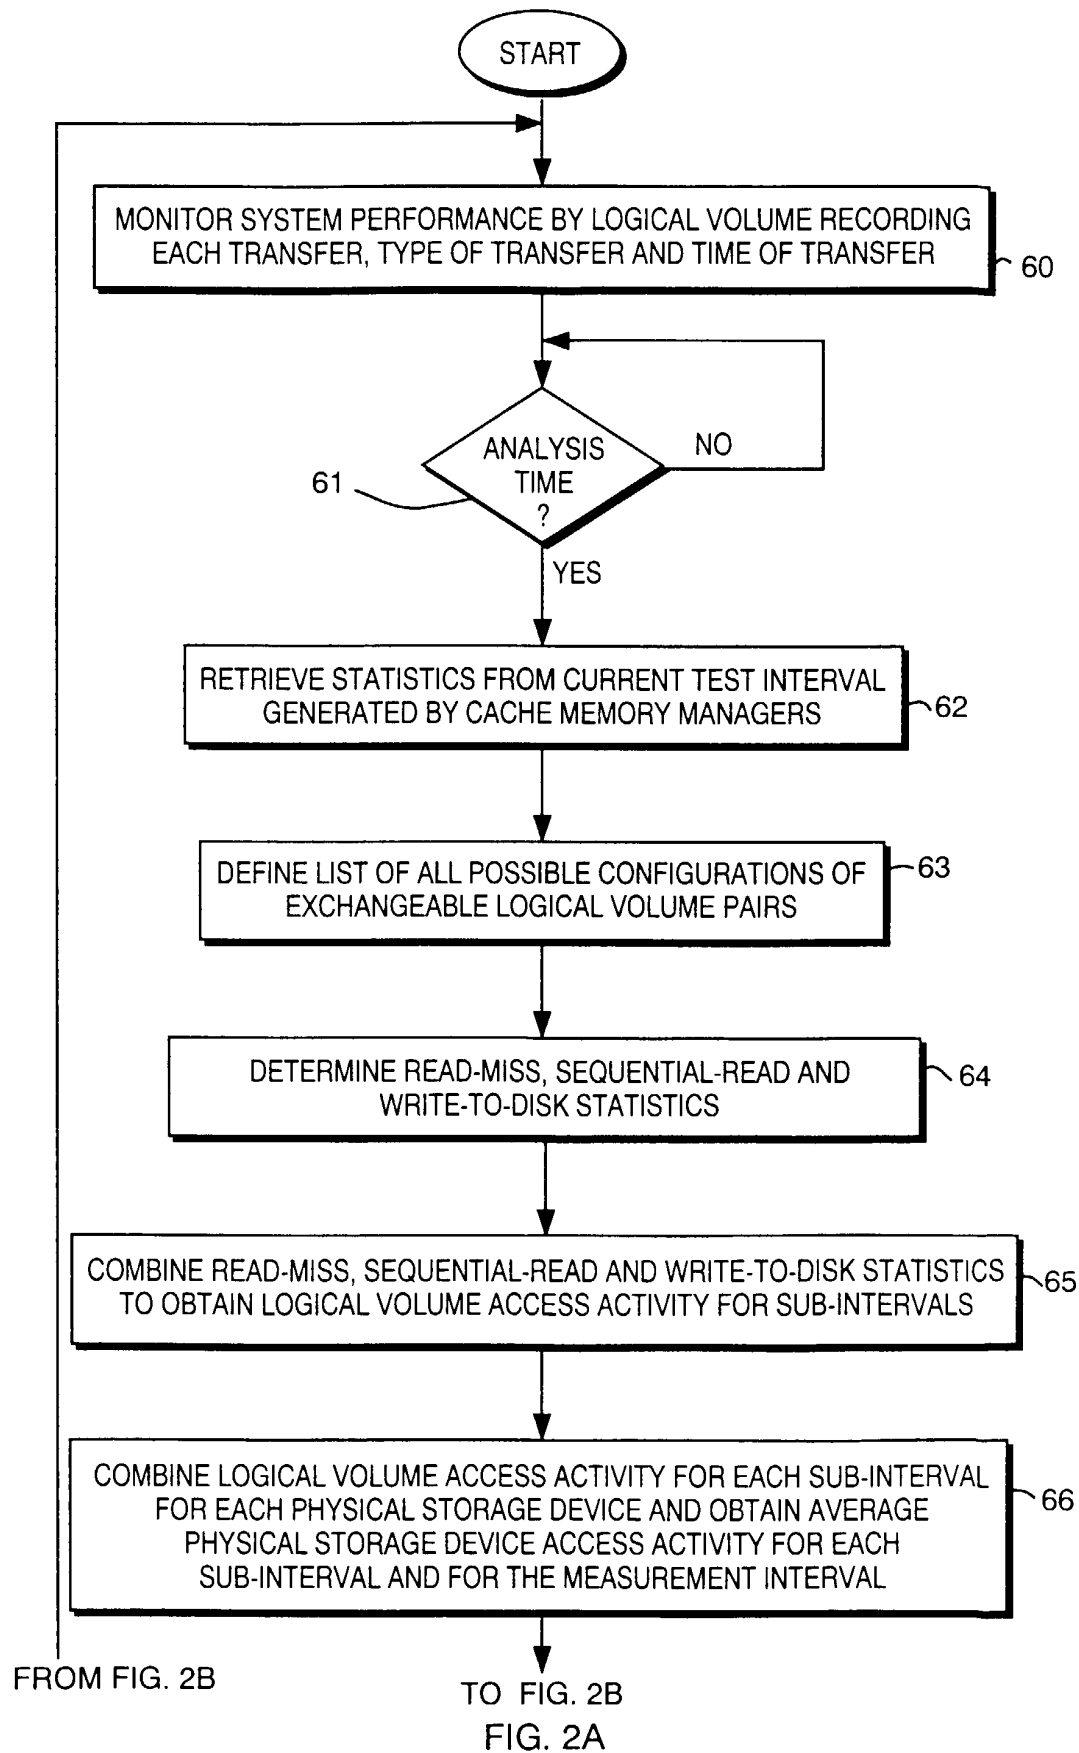 START
MONITOR SYSTEM PERFORMANCE BY LOGICAL VOLUME RECORDING
EACH TRANSFER, TYPE OF TRANSFER AND TIME OF TRANSFER
60
ANALYSIS
TIME
?
NO
61
YES
RETRIEVE STATISTICS FROM CURRENT TEST INTERVAL
GENERATED BY CACHE MEMORY MANAGERS
62
DEFINE LIST OF ALL POSSIBLE CONFIGURATIONS OF
EXCHANGEABLE LOGICAL VOLUME PAIRS
63
DETERMINE READ-MISS, SEQUENTIAL-READ AND
WRITE-TO-DISK STATISTICS
64
COMBINE READ-MISS, SEQUENTIAL-READ AND WRITE-TO-DISK STATISTICS
TO OBTAIN LOGICAL VOLUME ACCESS ACTIVITY FOR SUB-INTERVALS
65
COMBINE LOGICAL VOLUME ACCESS ACTIVITY FOR EACH SUB-INTERVAL
FOR EACH PHYSICAL STORAGE DEVICE AND OBTAIN AVERAGE
PHYSICAL STORAGE DEVICE ACCESS ACTIVITY FOR EACH
SUB-INTERVAL AND FOR THE MEASUREMENT INTERVAL
66
FROM FIG. 2B
TO FIG. 2B
FIG. 2A